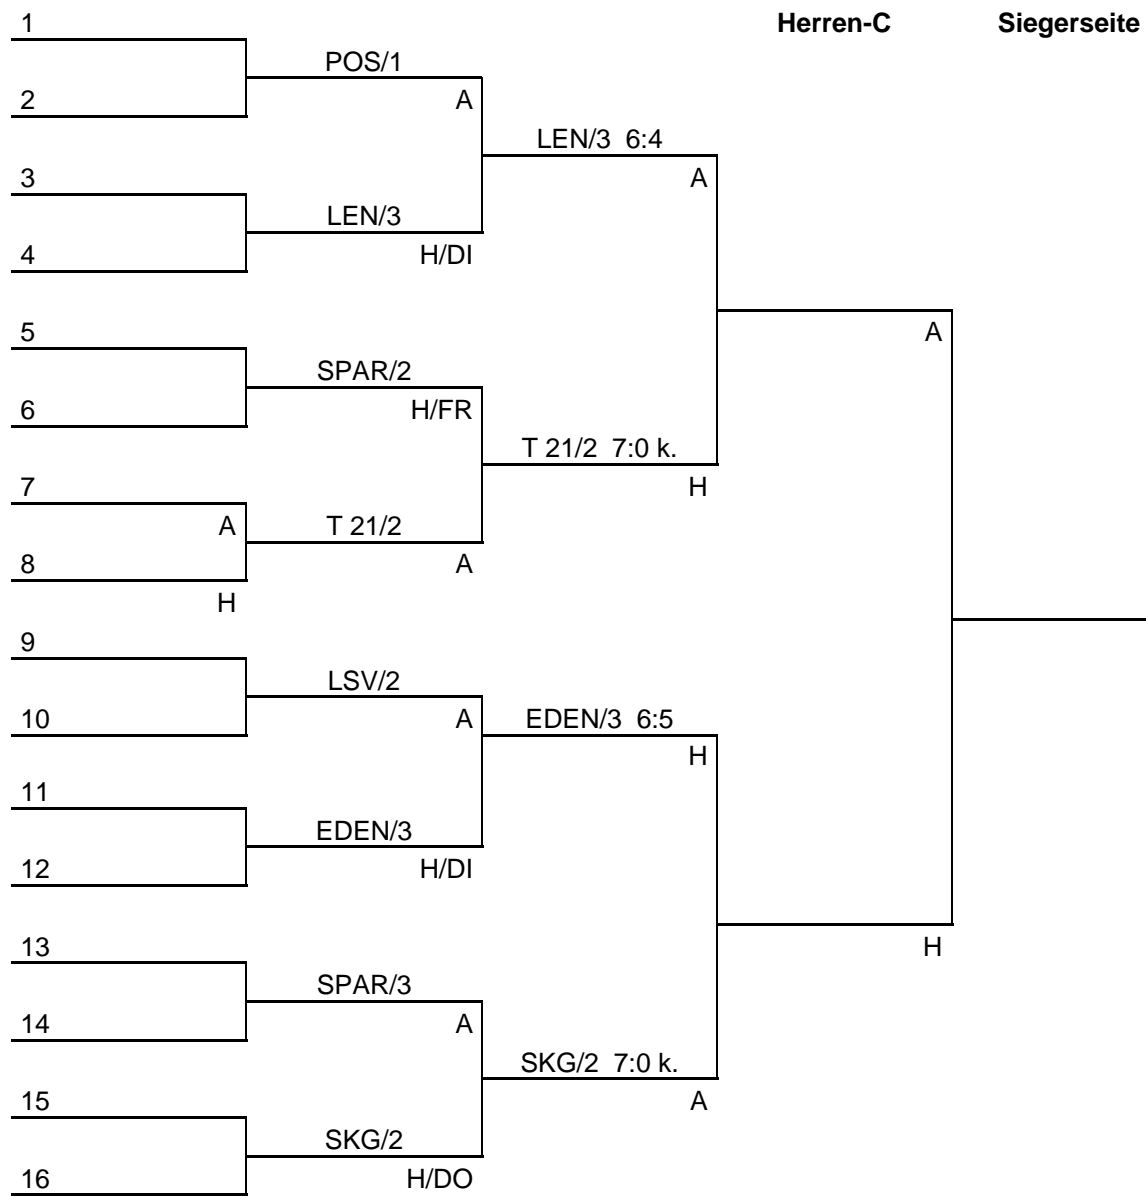 1 Herren-C Siegerseite
POS/1
2 A
LEN/3 6:4
3 A
LEN/3
4 H/DI
5 A
SPAR/2
6 H/FR
T 21/2 7:0 k.
7 H
A T 21/2
8 A
H
9
LSV/2
10 A EDEN/3 6:5
H
11
EDEN/3
12 H/DI
13 H
SPAR/3
14 A
SKG/2 7:0 k.
15 A
SKG/2
16 H/DO